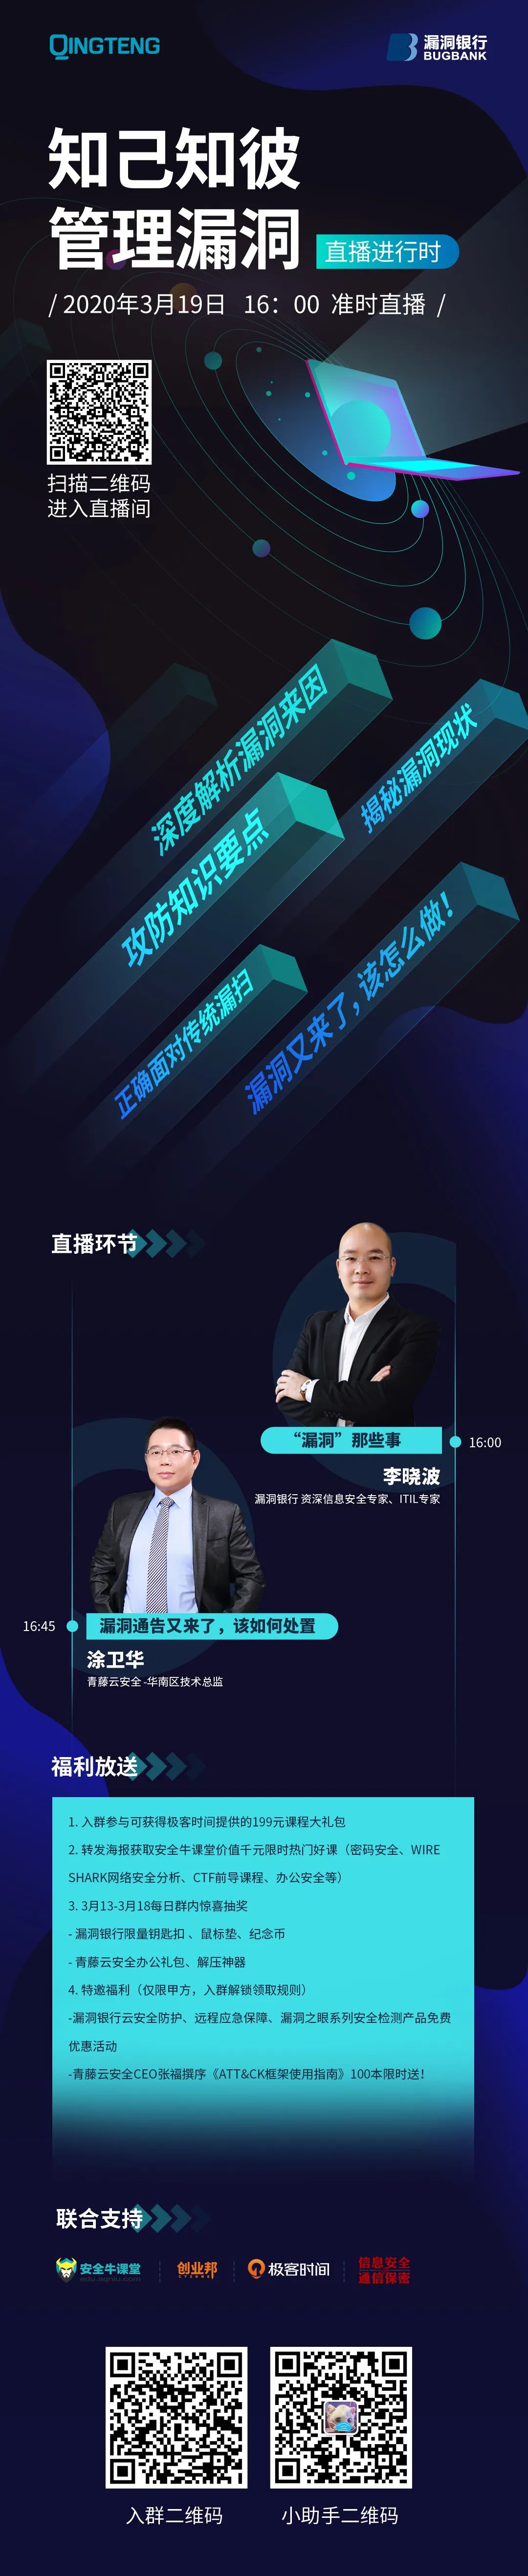 QINGTENG
漏洞银行
BUGBANK
知己知彼
管理漏洞
直播进行时
/ 2020年3月19日 16：00 准时直播 /
扫描二维码
进入直播间
深度解析漏洞来因
揭秘漏洞现状
攻防知识要点
正确面对传统漏扫
漏洞又来了，该怎么做！
直播环节
“漏洞”那些事
16:00
李晓波
漏洞银行 资深信息安全专家、ITIL专家
16:45
漏洞通告又来了，该如何处置
涂卫华
青藤云安全-华南区技术总监
福利放送
1. 入群参与可获得极客时间提供的199元课程大礼包
2. 转发海报获取安全牛课堂价值千元限时热门好课（密码安全、WIRE
SHARK网络安全分析、CTF前导课程、办公安全等）
3. 3月13-3月18每日群内惊喜抽奖
- 漏洞银行限量钥匙扣 、鼠标垫、纪念币
- 青藤云安全办公礼包、解压神器
4. 特邀福利（仅限甲方，入群解锁领取规则）
-漏洞银行云安全防护、远程应急保障、漏洞之眼系列安全检测产品免费
优惠活动
-青藤云安全CEO张福撰序《ATT&CK框架使用指南》100本限时送！
联合支持
安全牛课堂
edu.aqniu.com
创业邦
极客时间
信息安全
通信保密
入群二维码
小助手二维码